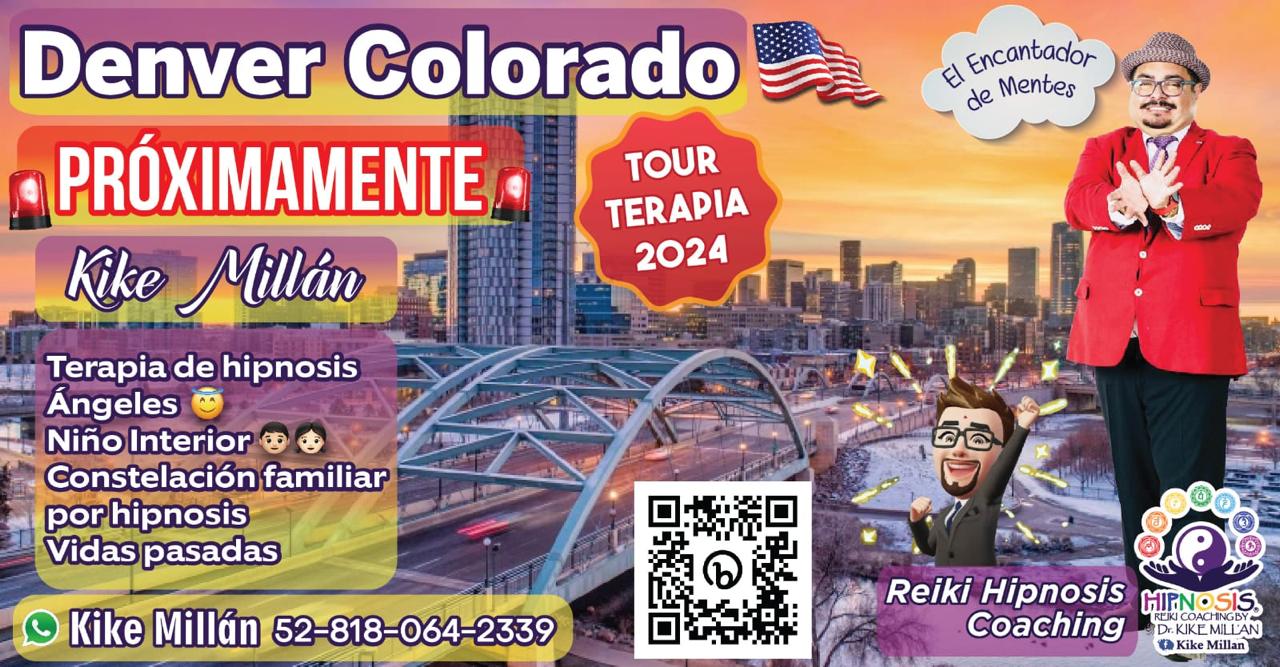 Denver Colorado
El Encantador
de Mentes
PRÓXIMAMENTE
TOUR
TERAPIA
2024
Kike Millán
Terapia de hipnosis
Ángeles 😇
Niño Interior 👦🏻👧🏻
Constelación familiar
por hipnosis
Vidas pasadas
Kike Millán 52-818-064-2339
b
Reiki Hipnosis
Coaching
HIPNOSIS®
REIKI COACHING BY
Dr. KIKE MILLAN
Kike Millan